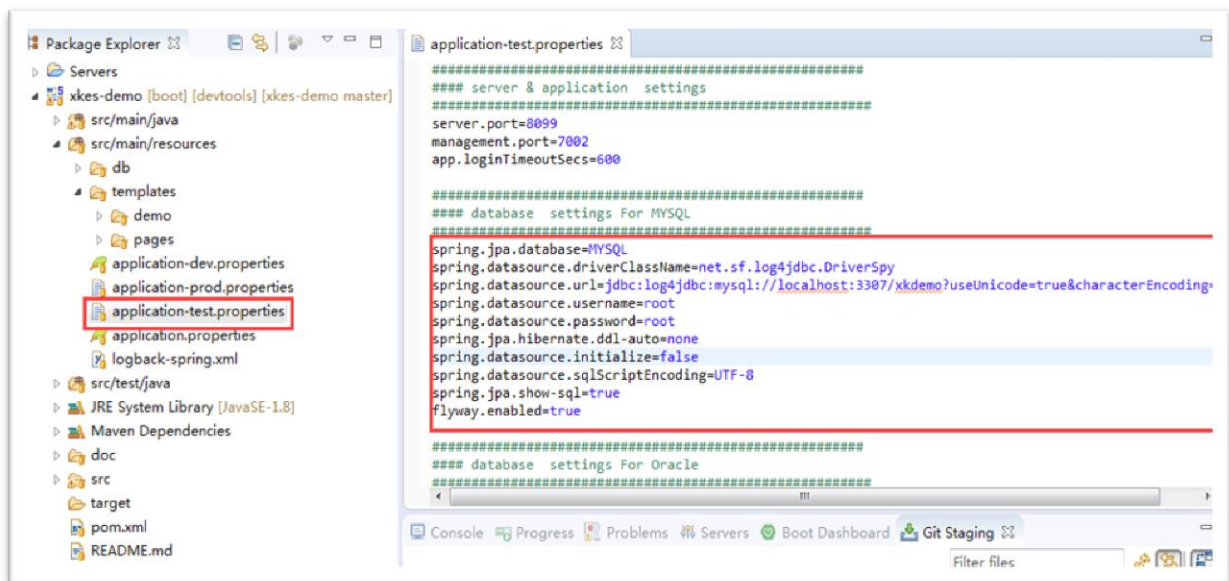 Package Explorer
Servers
xkes-demo [boot] [devtools] [xkes-demo master]
src/main/java
src/main/resources
db
templates
demo
pages
application-dev.properties
application-prod.properties
application-test.properties
application.properties
logback-spring.xml
src/test/java
JRE System Library [JavaSE-1.8]
Maven Dependencies
doc
src
target
pom.xml
README.md
application-test.properties
#######################################################
#### server & application settings
########################################################
server.port=8099
management.port=7002
app.loginTimeoutSecs=600
#######################################################
#### database settings For MYSQL
########################################################
spring.jpa.database=MYSQL
spring.datasource.driverClassName=net.sf.log4jdbc.DriverSpy
spring.datasource.url=jdbc:log4jdbc:mysql://localhost:3307/xkdemo?useUnicode=true&characterEncoding=
spring.datasource.username=root
spring.datasource.password=root
spring.jpa.hibernate.ddl-auto=none
spring.datasource.initialize=false
spring.datasource.sqlScriptEncoding=UTF-8
spring.jpa.show-sql=true
flyway.enabled=true
#######################################################
#### database settings For Oracle
########################################################
Console Progress Problems Servers Boot Dashboard Git Staging
Filter files